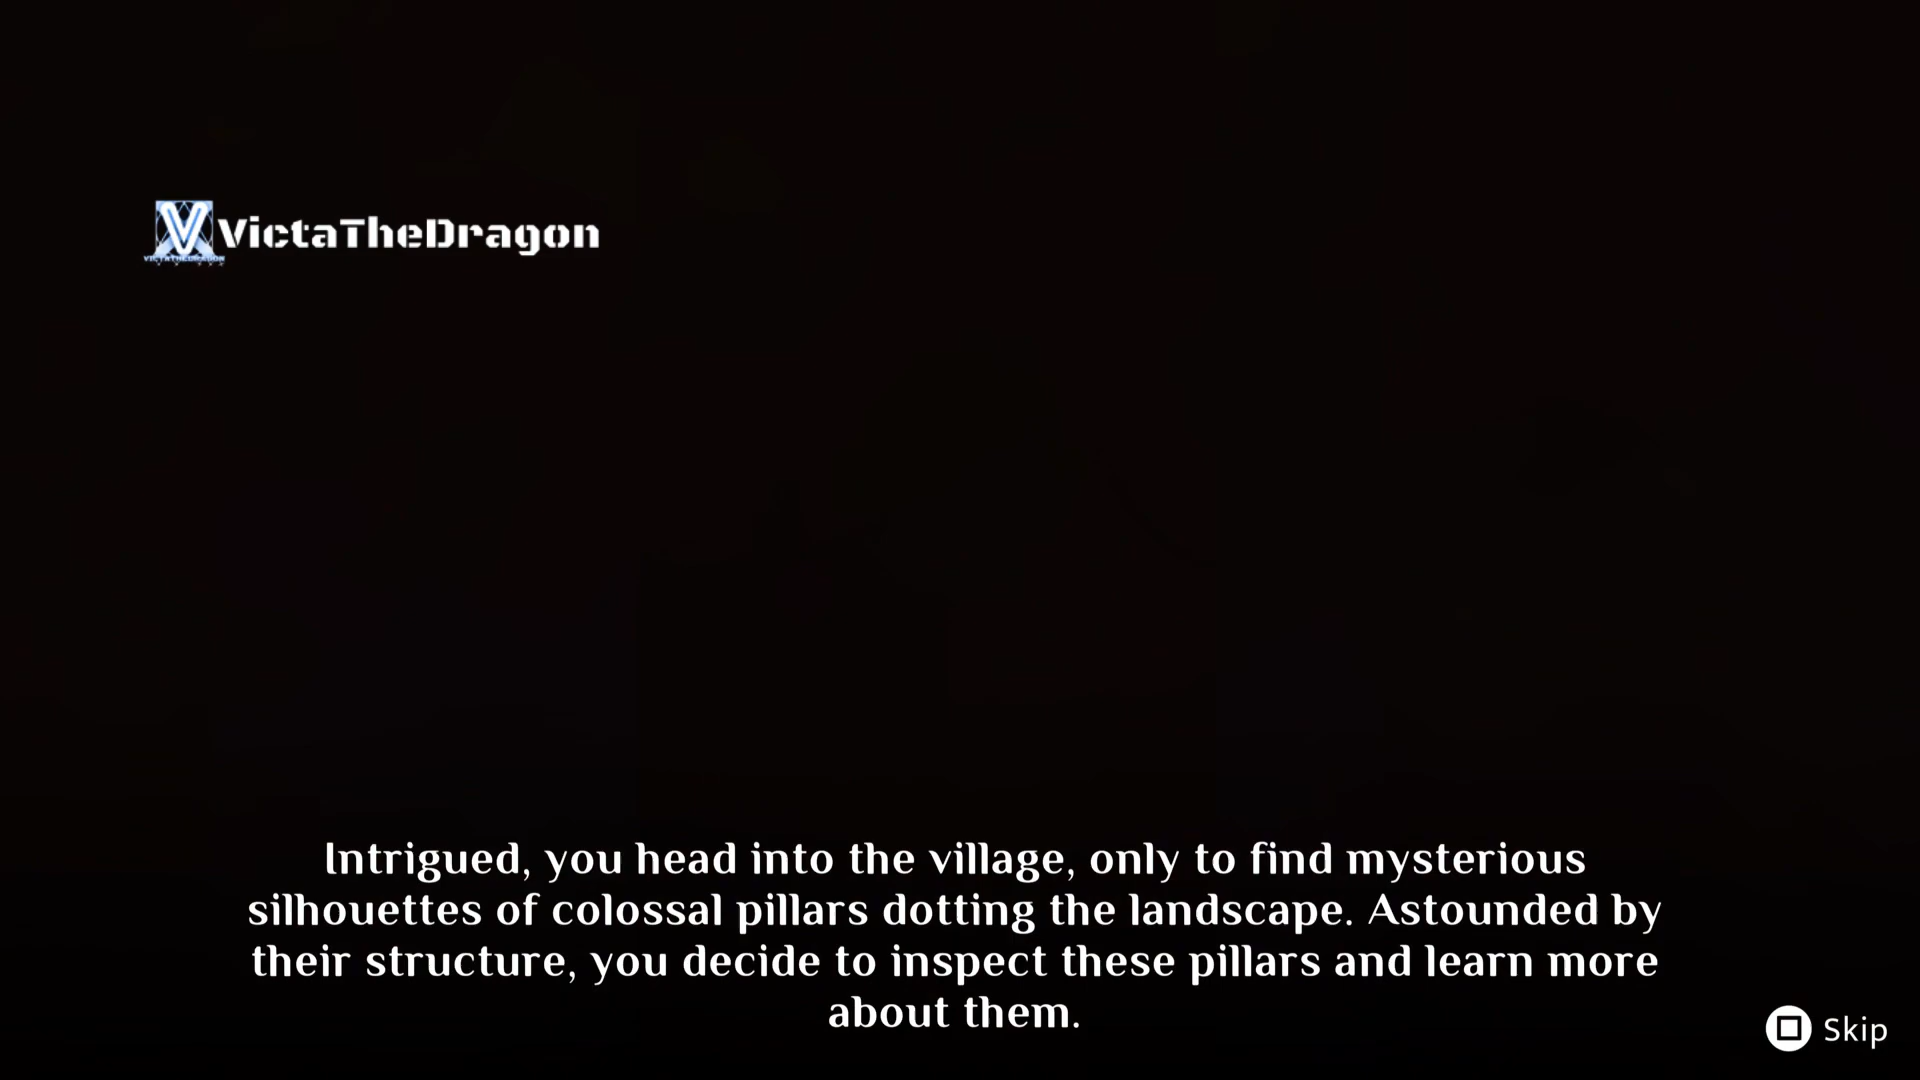 VictaTheDragon
VICTATHEDRAGON
Intrigued, you head into the village, only to find mysterious
silhouettes of colossal pillars dotting the landscape. Astounded by
their structure, you decide to inspect these pillars and learn more
about them.
Skip